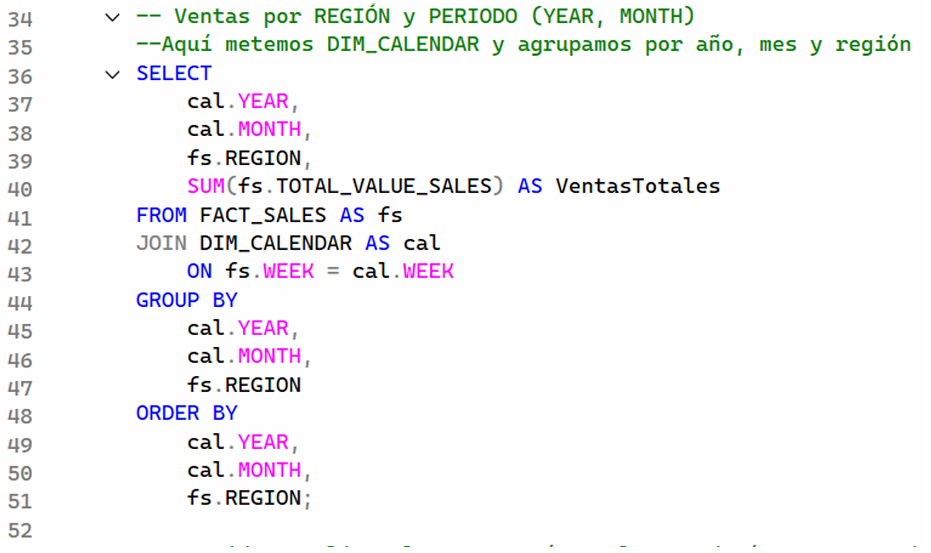 34 -- Ventas por REGIÓN y PERIODO (YEAR, MONTH)
35 --Aquí metemos DIM_CALENDAR y agrupamos por año, mes y región
36 SELECT
37 cal.YEAR,
38 cal.MONTH,
39 fs.REGION,
40 SUM(fs.TOTAL_VALUE_SALES) AS VentasTotales
41 FROM FACT_SALES AS fs
42 JOIN DIM_CALENDAR AS cal
43 ON fs.WEEK = cal.WEEK
44 GROUP BY
45 cal.YEAR,
46 cal.MONTH,
47 fs.REGION
48 ORDER BY
49 cal.YEAR,
50 cal.MONTH,
51 fs.REGION;
52